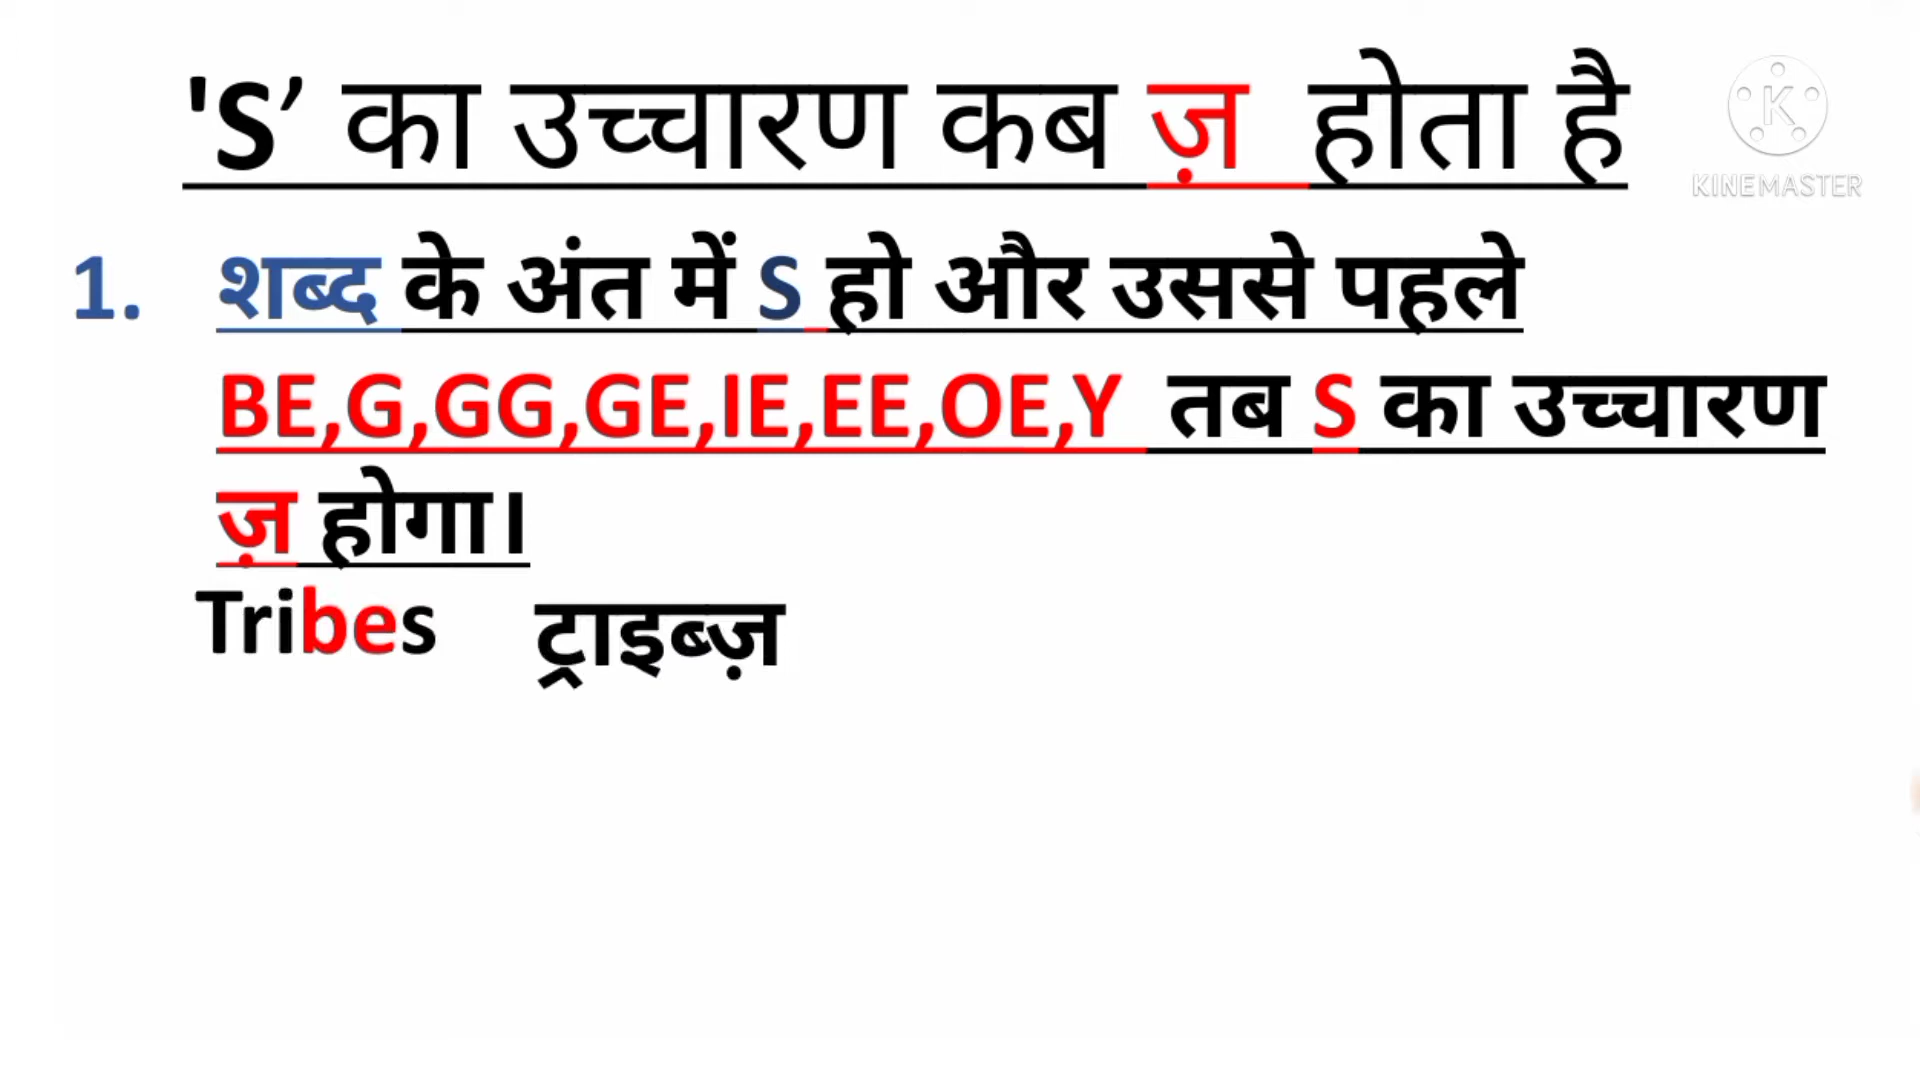 'S’ का उच्चारण कब ज़ होता है
KINEMASTER
1. शब्द के अंत में S हो और उससे पहले
BE,G,GG,GE,IE,EE,OE,Y तब S का उच्चारण
ज़ होगा।
Tribes ट्राइब्ज़